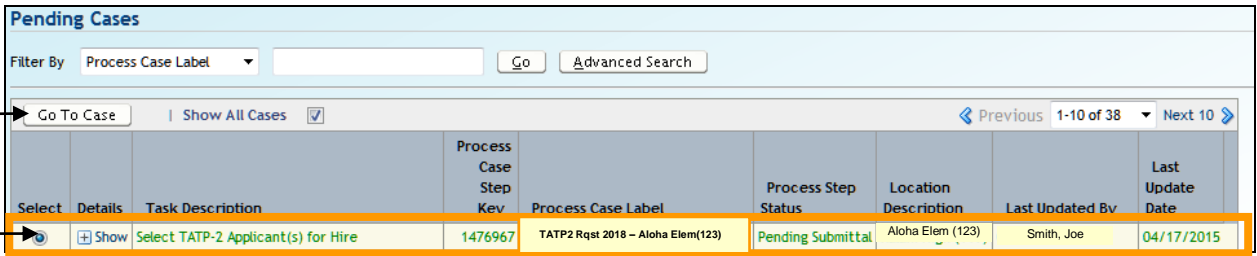 Pending Cases
Filter By Process Case Label Go Advanced Search
Go To Case | Show All Cases Previous 1-10 of 38 Next 10
Select Details Task Description Process Case Step Key Process Case Label Process Step Status Location Description Last Updated By Last Update Date
Show Select TATP-2 Applicant(s) for Hire 1476967 TATP2 Rqst 2018 – Aloha Elem(123) Pending Submittal Aloha Elem (123) Smith, Joe 04/17/2015